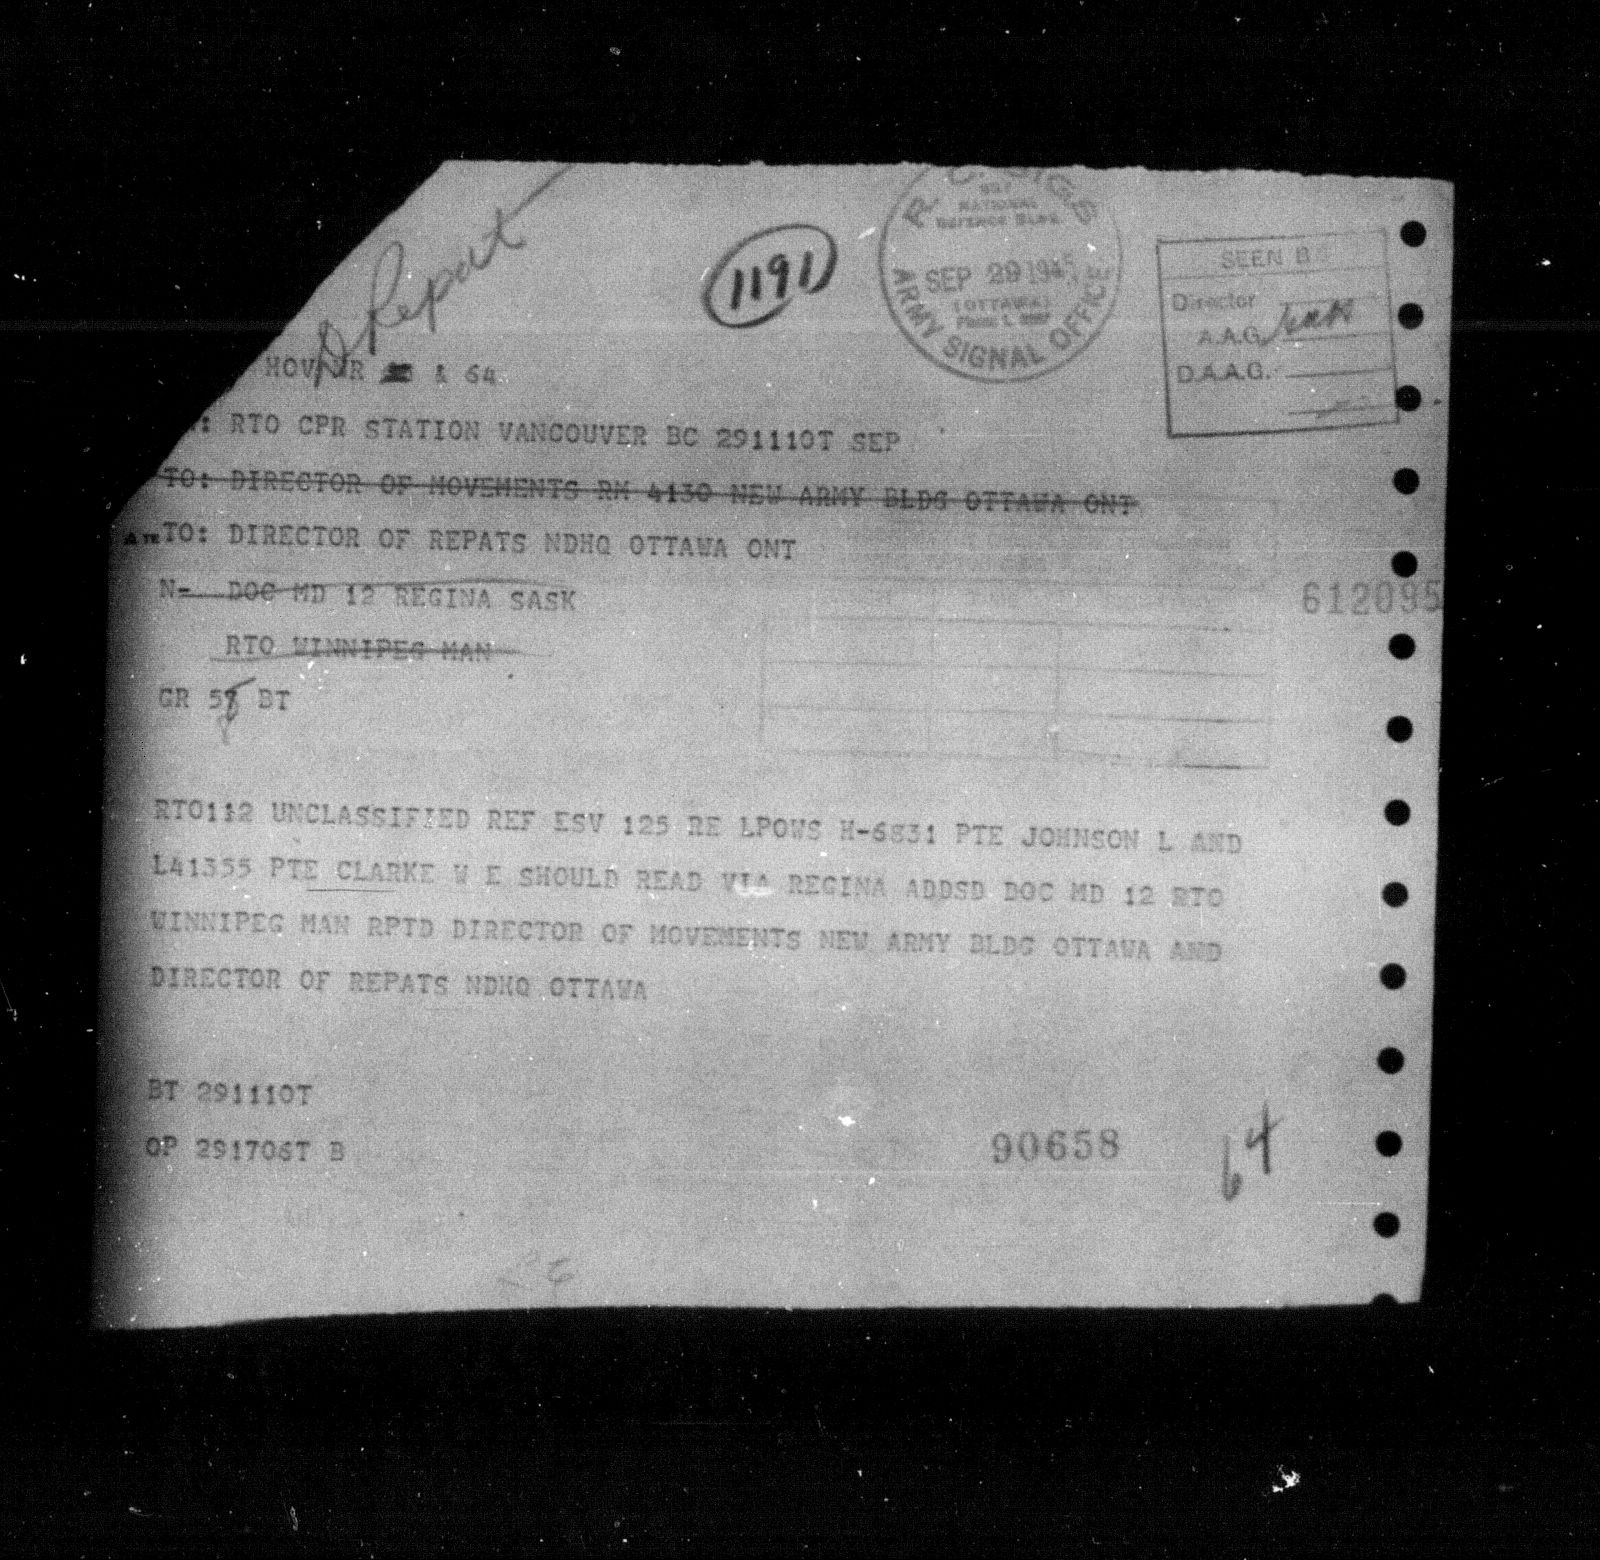 D Repat
1191
R. C. SIGS
NATIONAL
DEFENCE BLDG.
SEP 29 1945
(OTTAWA)
ARMY SIGNAL OFFICE
SEEN B
Director
A.A.G.
D.A.A.G.
HOV NR & 64
: RTO CPR STATION VANCOUVER BC 291110T SEP
TO: DIRECTOR OF MOVEMENTS RM 4130 NEW ARMY BLDG OTTAWA ONT
TO: DIRECTOR OF REPATS NDHQ OTTAWA ONT
N- DOC MD 12 REGINA SASK
612095
RTO WINNIPEG MAN
GR 58 BT
RTO112 UNCLASSIFIED REF ESV 125 RE LPOWS H-6831 PTE JOHNSON L AND
L41355 PTE CLARKE W E SHOULD READ VIA REGINA ADDSD DOC MD 12 RTO
WINNIPEG MAN RPTD DIRECTOR OF MOVEMENTS NEW ARMY BLDG OTTAWA AND
DIRECTOR OF REPATS NDHQ OTTAWA
BT 291110T
OP 291706T B
90658
64